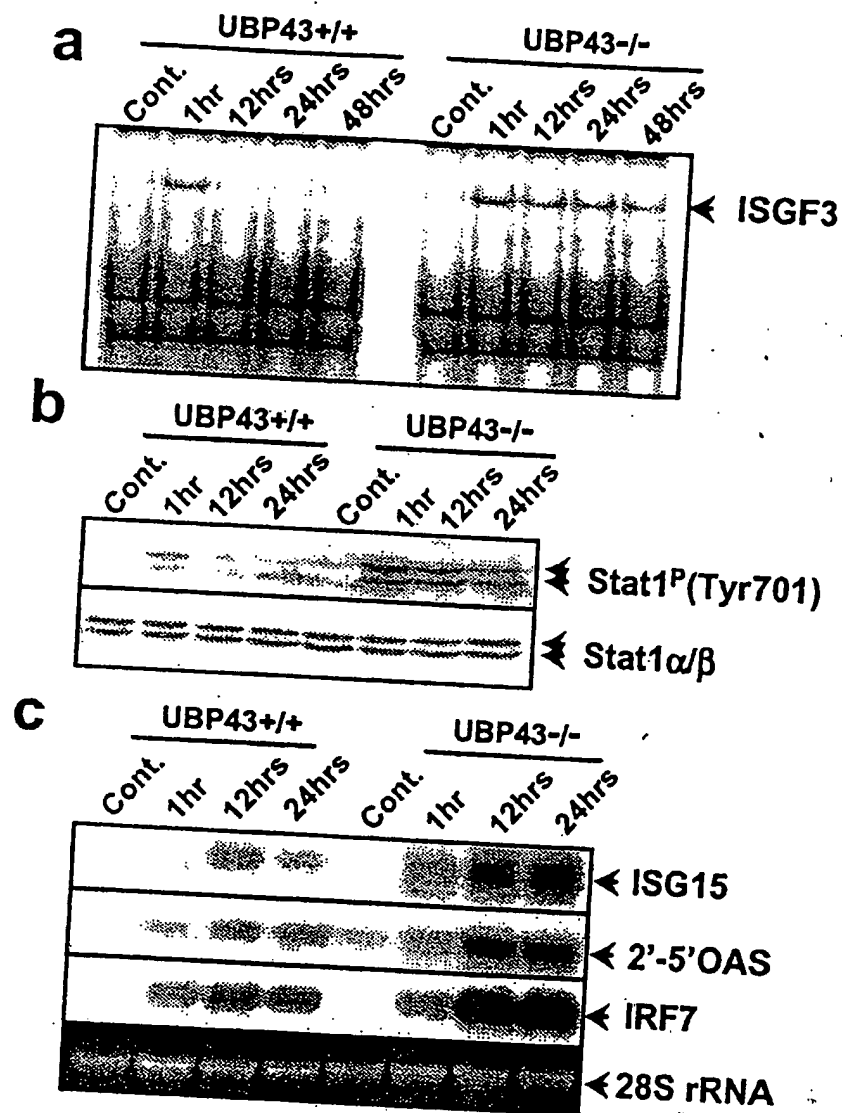 a
UBP43+/+ UBP43-/-
Cont. 1hr 12hrs 24hrs 48hrs Cont. 1hr 12hrs 24hrs 48hrs
ISGF3
b
UBP43+/+ UBP43-/-
Cont. 1hr 12hrs 24hrs Cont. 1hr 12hrs 24hrs
Stat1ᴾ(Tyr701)
Stat1α/β
c
UBP43+/+ UBP43-/-
Cont. 1hr 12hrs 24hrs Cont. 1hr 12hrs 24hrs
ISG15
2'-5'OAS
IRF7
28S rRNA